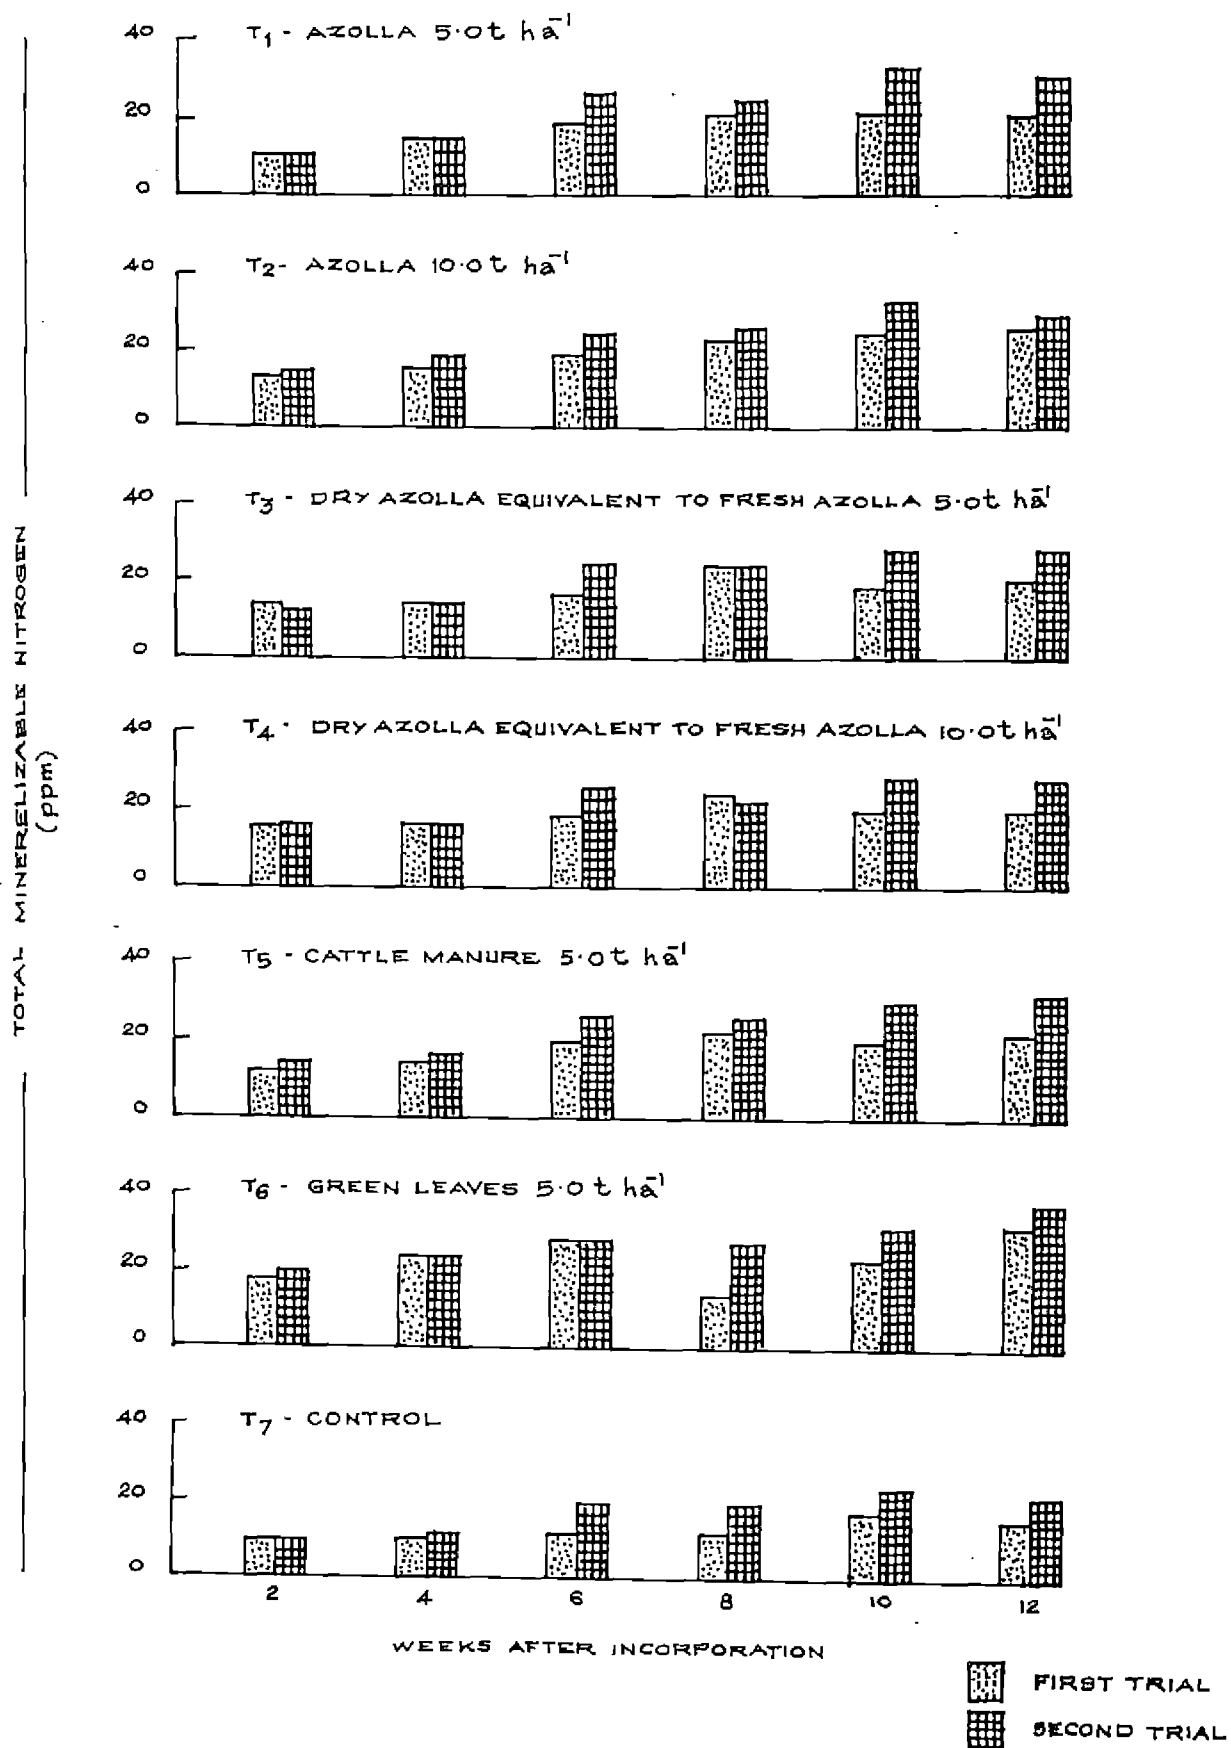 TOTAL MINERELIZABLE NITROGEN
(ppm)
T1 - AZOLLA 5.0t ha-1
40
20
0
T2- AZOLLA 10.0t ha-1
40
20
0
T3 - DRY AZOLLA EQUIVALENT TO FRESH AZOLLA 5.0t ha-1
40
20
0
T4 - DRY AZOLLA EQUIVALENT TO FRESH AZOLLA 10.0t ha-1
40
20
0
T5 - CATTLE MANURE 5.0t ha-1
40
20
0
T6 - GREEN LEAVES 5.0 t ha-1
40
20
0
T7 - CONTROL
40
20
0
2 4 6 8 10 12
WEEKS AFTER INCORPORATION
FIRST TRIAL
SECOND TRIAL